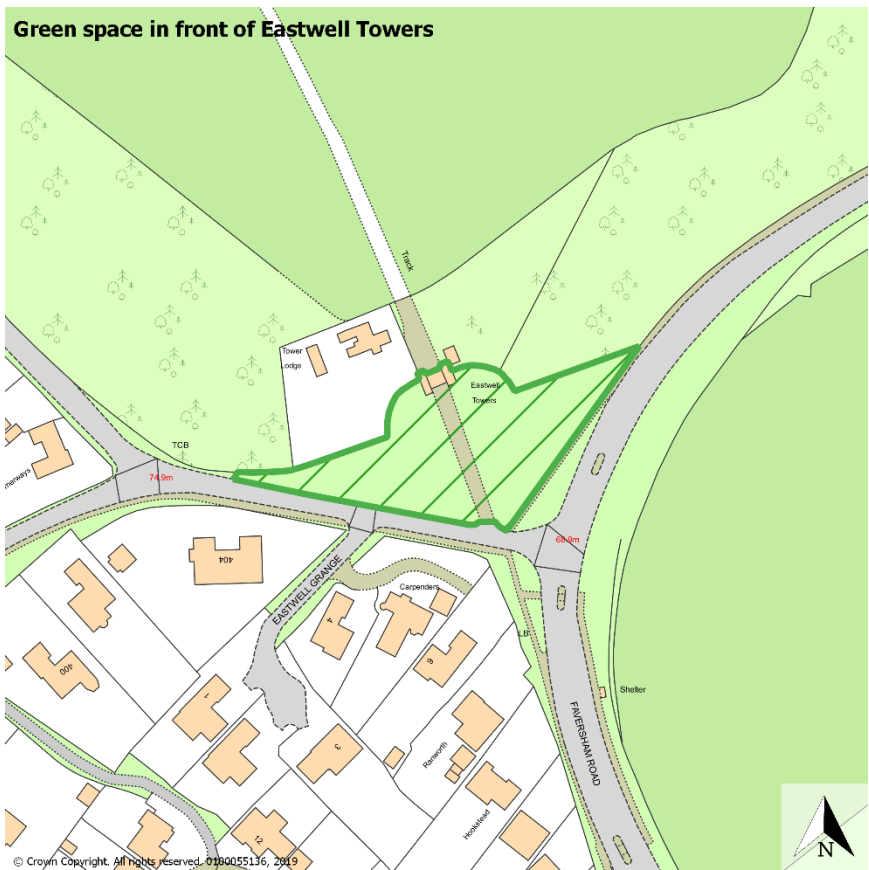 Green space in front of Eastwell Towers
Track
Tower
Lodge
Eastwell
Towers
TCB
74.9m
merways
68.9m
404
EASTWELL GRANGE
Carpenders
4
LB
6
400
Shelter
7
FAVERSHAM ROAD
3
Ranworth
Hookstead
12
N
© Crown Copyright. All rights reserved. 0100055136, 2019